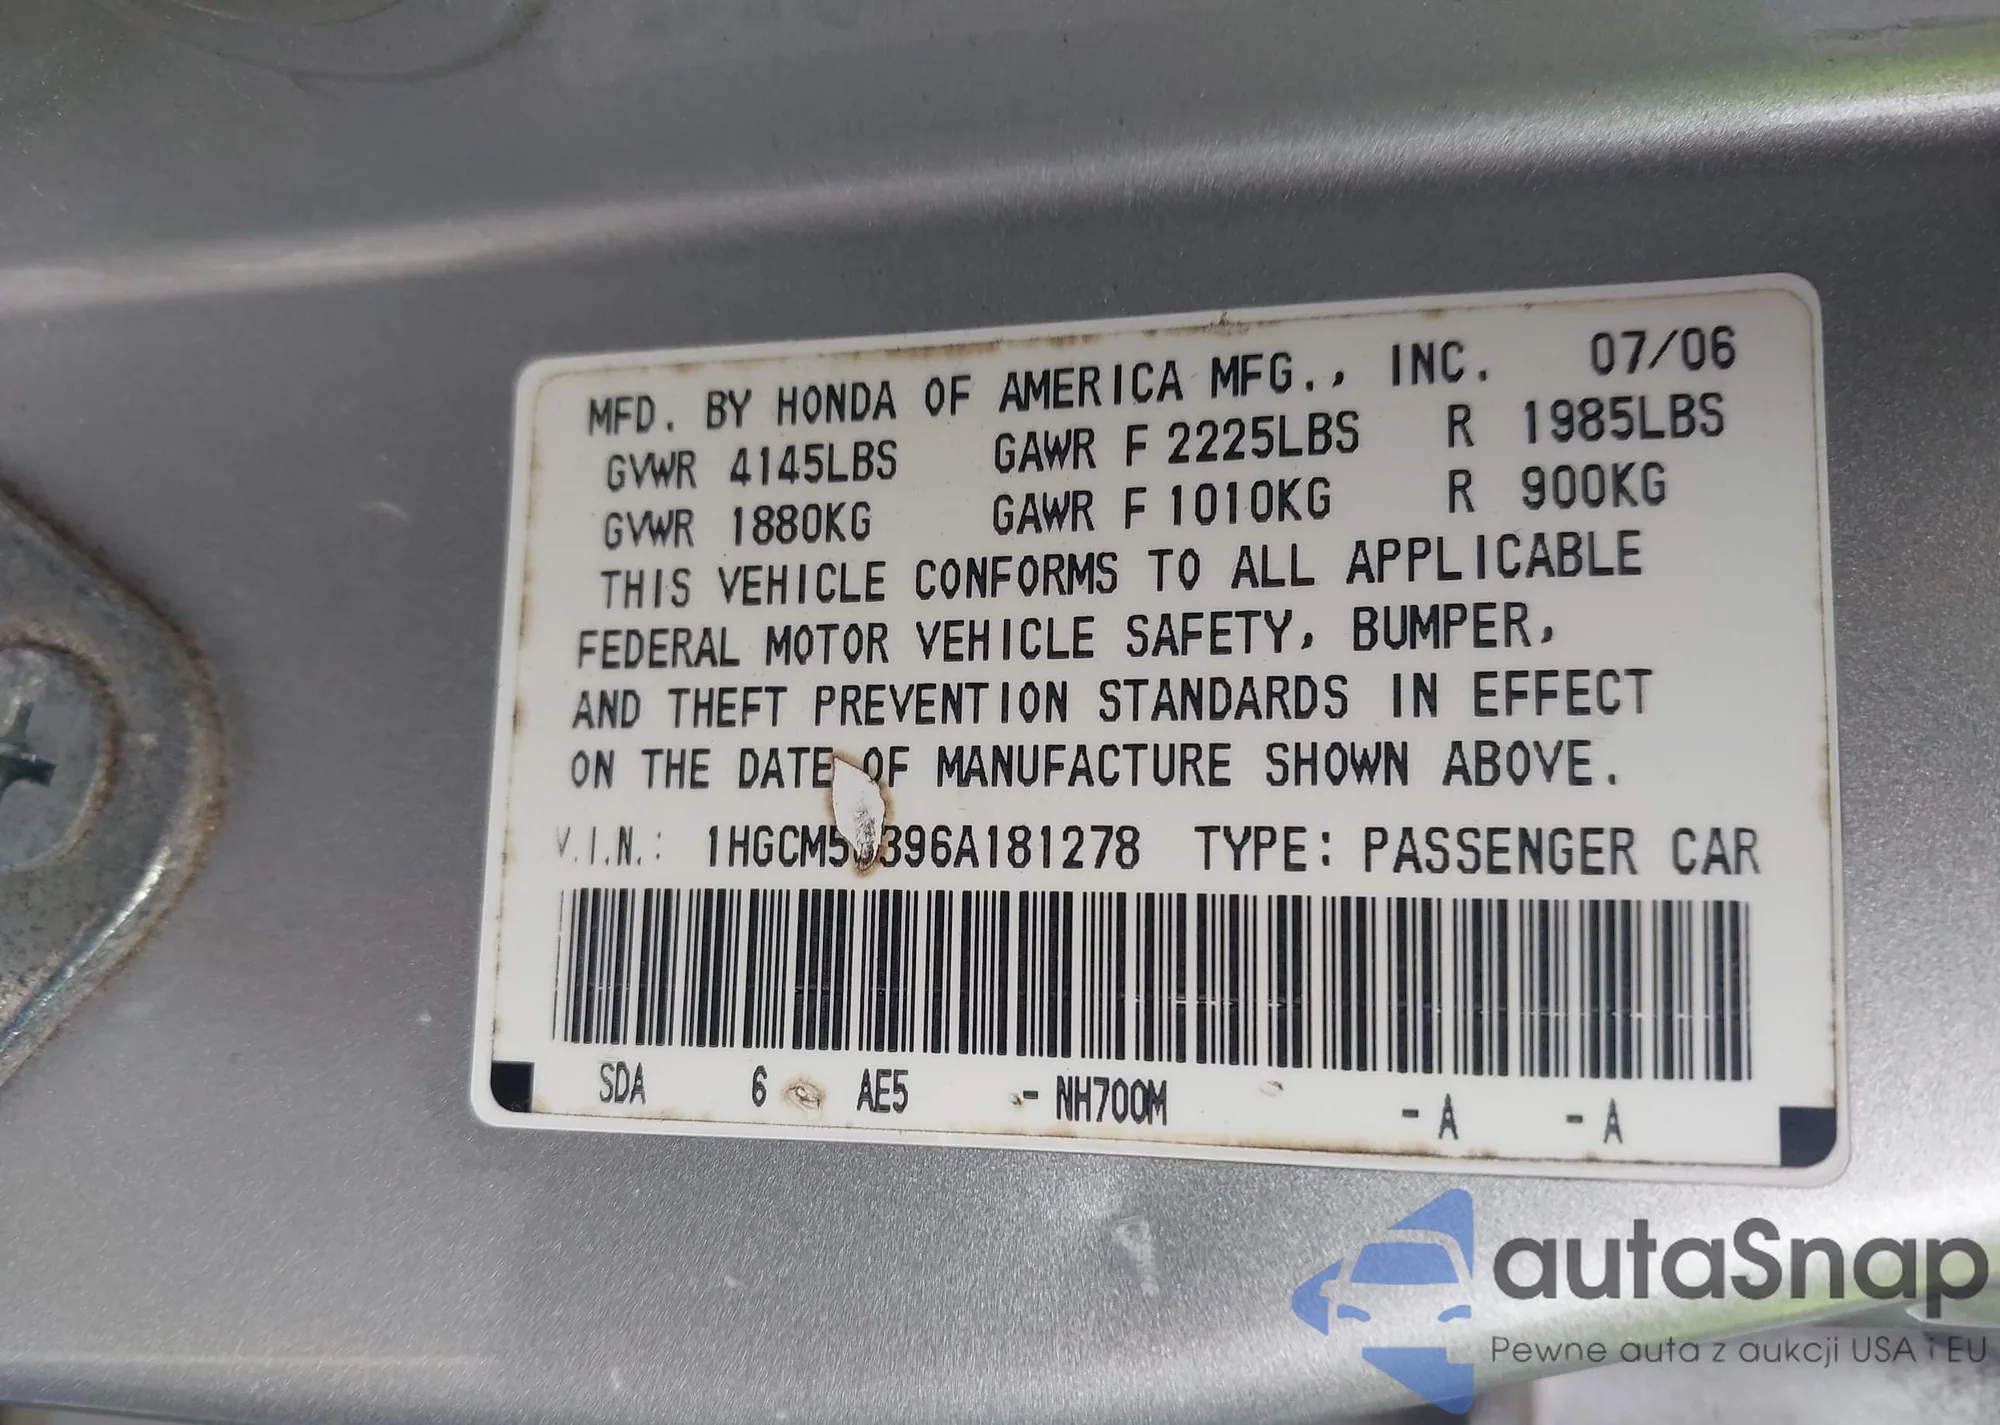 MFD. BY HONDA OF AMERICA MFG., INC. 07/06
GVWR 4145LBS GAWR F 2225LBS R 1985LBS
GVWR 1880KG GAWR F 1010KG R 900KG
THIS VEHICLE CONFORMS TO ALL APPLICABLE
FEDERAL MOTOR VEHICLE SAFETY, BUMPER,
AND THEFT PREVENTION STANDARDS IN EFFECT
ON THE DATE OF MANUFACTURE SHOWN ABOVE.
V.I.N.: TYPE: PASSENGER CAR
SDA 6 AE5 - NH700M - A - A
autaSnap
Pewne auta z aukcji USA i EU